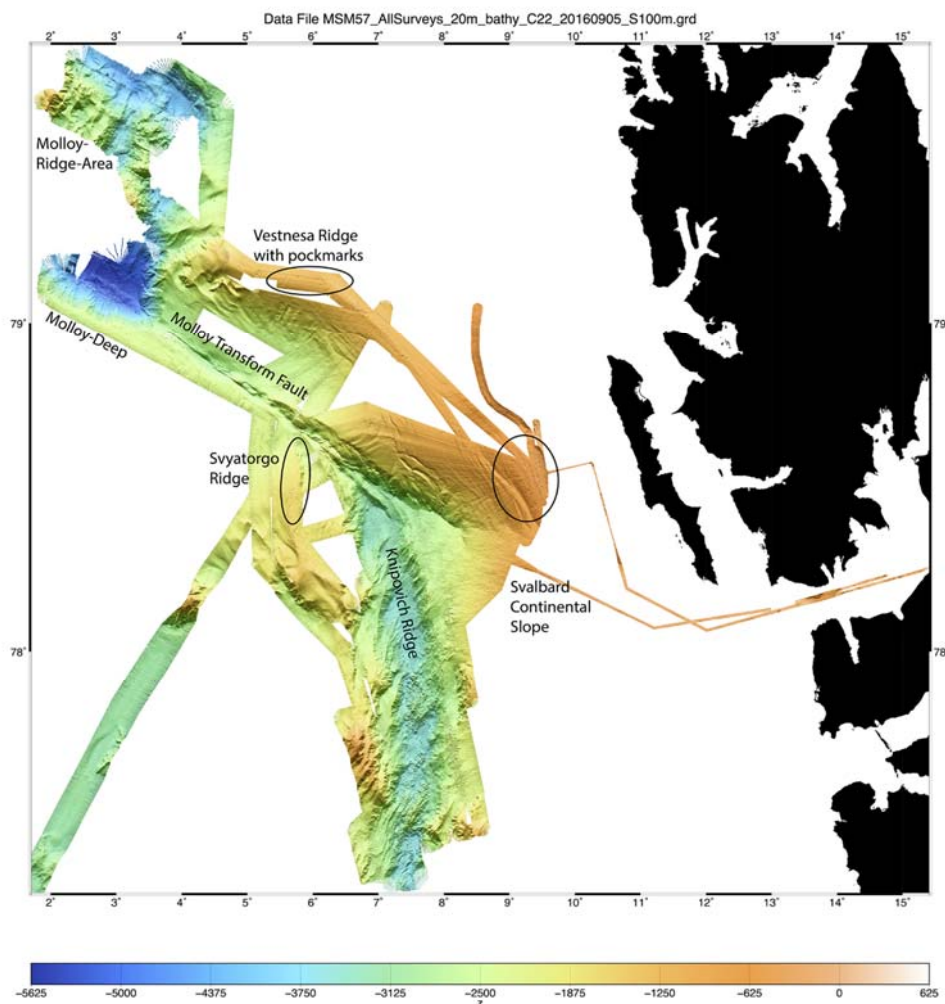 Data File MSM57_AllSurveys_20m_bathy_C22_20160905_S100m.grd
2˚ 3˚ 4˚ 5˚ 6˚ 7˚ 8˚ 9˚ 10˚ 11˚ 12˚ 13˚ 14˚ 15˚
Molloy-
Ridge-Area
Vestnesa Ridge
with pockmarks
79˚ 79˚
Molloy-Deep
Molloy Transform Fault
Svyatorgo
Ridge
Knipovich Ridge
Svalbard
Continental
Slope
78˚ 78˚
2˚ 3˚ 4˚ 5˚ 6˚ 7˚ 8˚ 9˚ 10˚ 11˚ 12˚ 13˚ 14˚ 15˚
−5625 −5000 −4375 −3750 −3125 −2500 −1875 −1250 −625 0 625